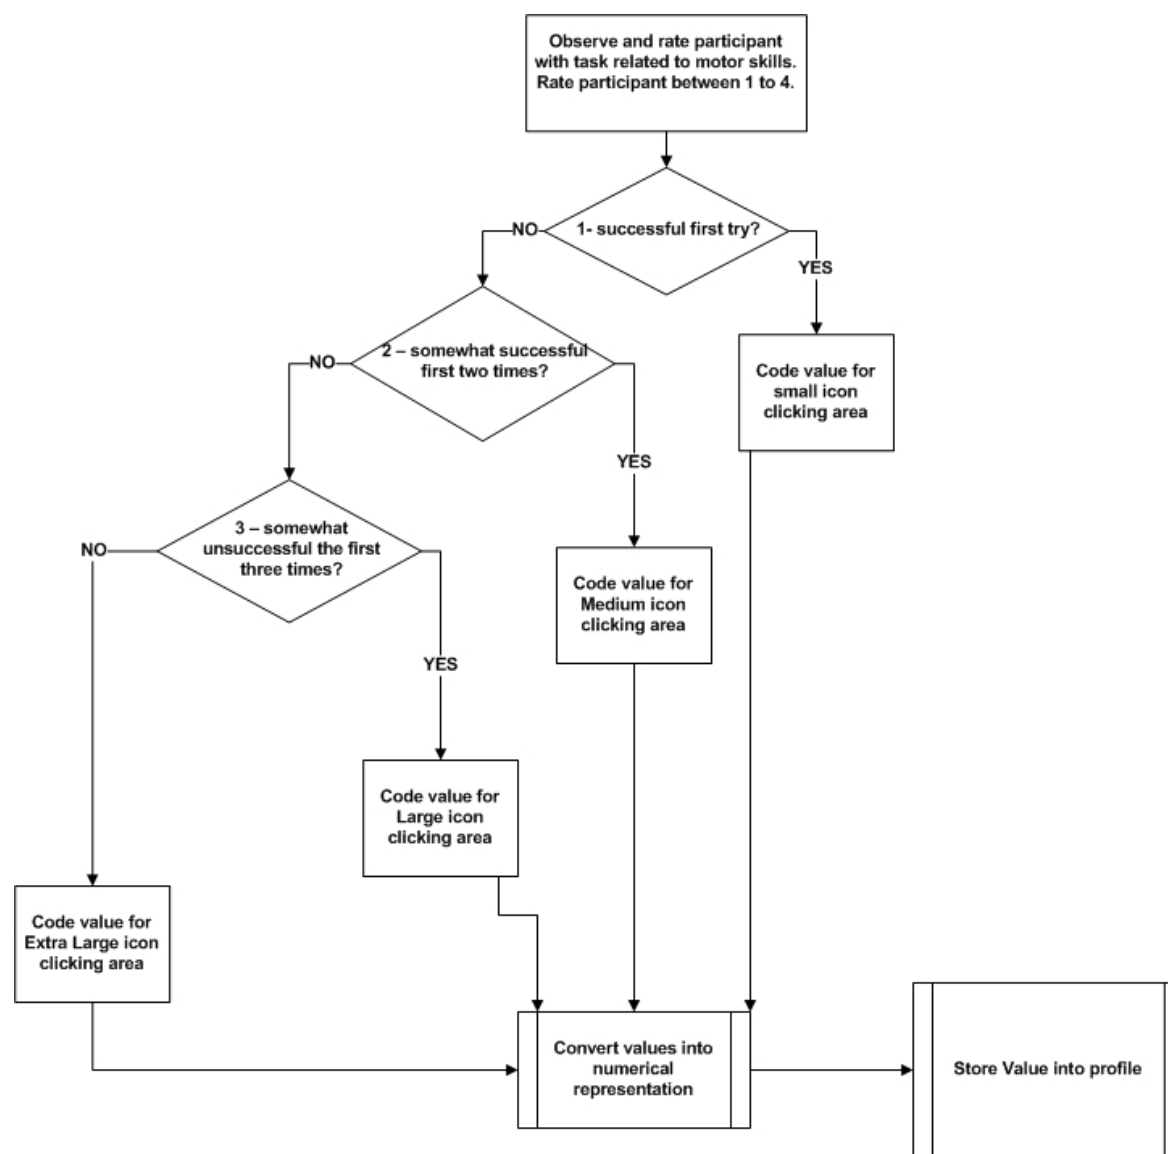 Observe and rate participant
with task related to motor skills.
Rate participant between 1 to 4.
1- successful first try?
NO
YES
2 – somewhat successful
first two times?
NO
YES
Code value for
small icon
clicking area
3 – somewhat
unsuccessful the first
three times?
NO
YES
Code value for
Medium icon
clicking area
Code value for
Large icon
clicking area
Code value for
Extra Large icon
clicking area
Convert values into
numerical
representation
Store Value into profile